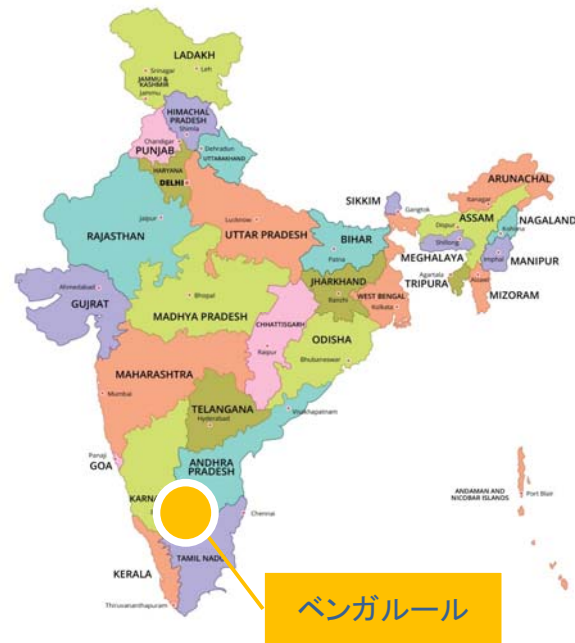 LADAKH
Srinagar
Leh
JAMMU &
KASHMIR
Jammu
HIMACHAL
PRADESH
Shimla
Chandigar
PUNJAB
Dehradun
UTTARAKHAND
HARYANA
DELHI
ARUNACHAL
Itanagar
SIKKIM
Gangtok
ASSAM
Dispur
NAGALAND
Kohima
Jaipur
RAJASTHAN
Lucknow
UTTAR PRADESH
BIHAR
Patna
Shillong
MEGHALAYA
Imphal
MANIPUR
Agartala
TRIPURA
MIZORAM
Ahmedabad
GUJRAT
Bhopal
MADHYA PRADESH
JHARKHAND
Ranchi
WEST BENGAL
Kolkata
CHHATTISGARH
Raipur
ODISHA
Bhubaneswar
MAHARASHTRA
Mumbai
TELANGANA
Hyderabad
Visakhapatnam
Panaji
GOA
ANDHRA
PRADESH
KARNA
Chennai
ANDAMAN AND
NICOBAR ISLANDS
Port Blair
TAMIL NADU
KERALA
Thiruvananthapuram
ベンガルール